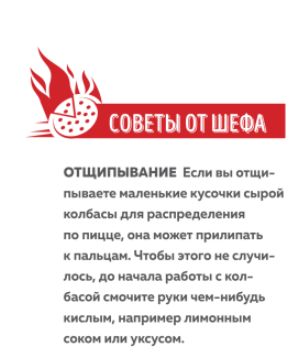 СОВЕТЫ ОТ ШЕФА
ОТЩИПЫВАНИЕ Если вы отщи-
пываете маленькие кусочки сырой
колбасы для распределения
по пицце, она может прилипать
к пальцам. Чтобы этого не случи-
лось, до начала работы с кол-
басой смочите руки чем-нибудь
кислым, например лимонным
соком или уксусом.